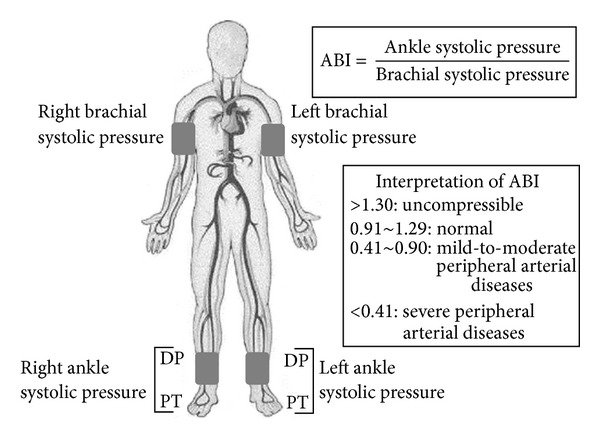 ABI = Ankle systolic pressure
Brachial systolic pressure
Right brachial
systolic pressure
Left brachial
systolic pressure
Interpretation of ABI
>1.30: uncompressible
0.91~1.29: normal
0.41~0.90: mild-to-moderate
peripheral arterial
diseases
<0.41: severe peripheral
arterial diseases
Right ankle
systolic pressure
DP
PT
DP
PT
Left ankle
systolic pressure